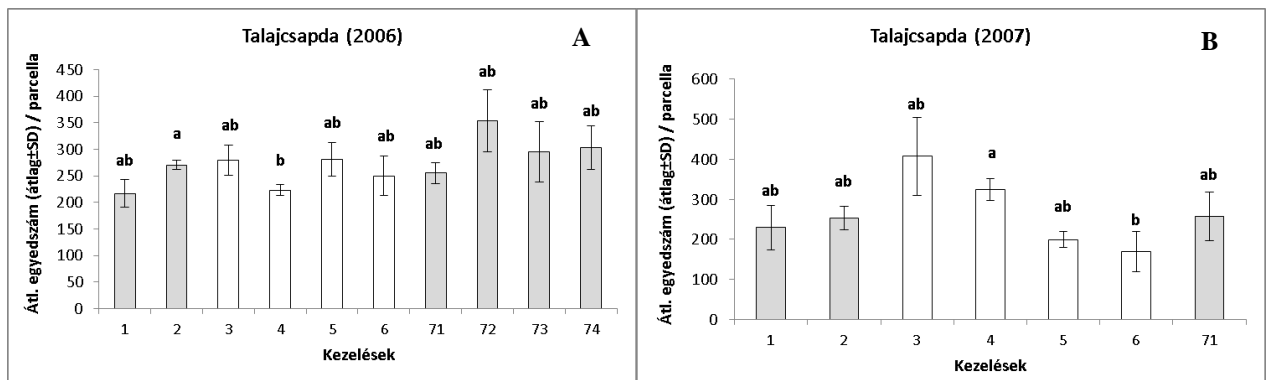 Talajcsapda (2006)
A
Átl. egyedszám (átlag±SD) / parcella
450
400
350
300
250
200
150
100
50
0
ab
a
ab
b
ab
ab
ab
ab
ab
ab
1 2 3 4 5 6 71 72 73 74
Kezelések
Talajcsapda (2007)
B
Átl. egyedszám (átlag±SD) / parcella
600
500
400
300
200
100
0
ab
ab
ab
a
ab
b
ab
1 2 3 4 5 6 71
Kezelések